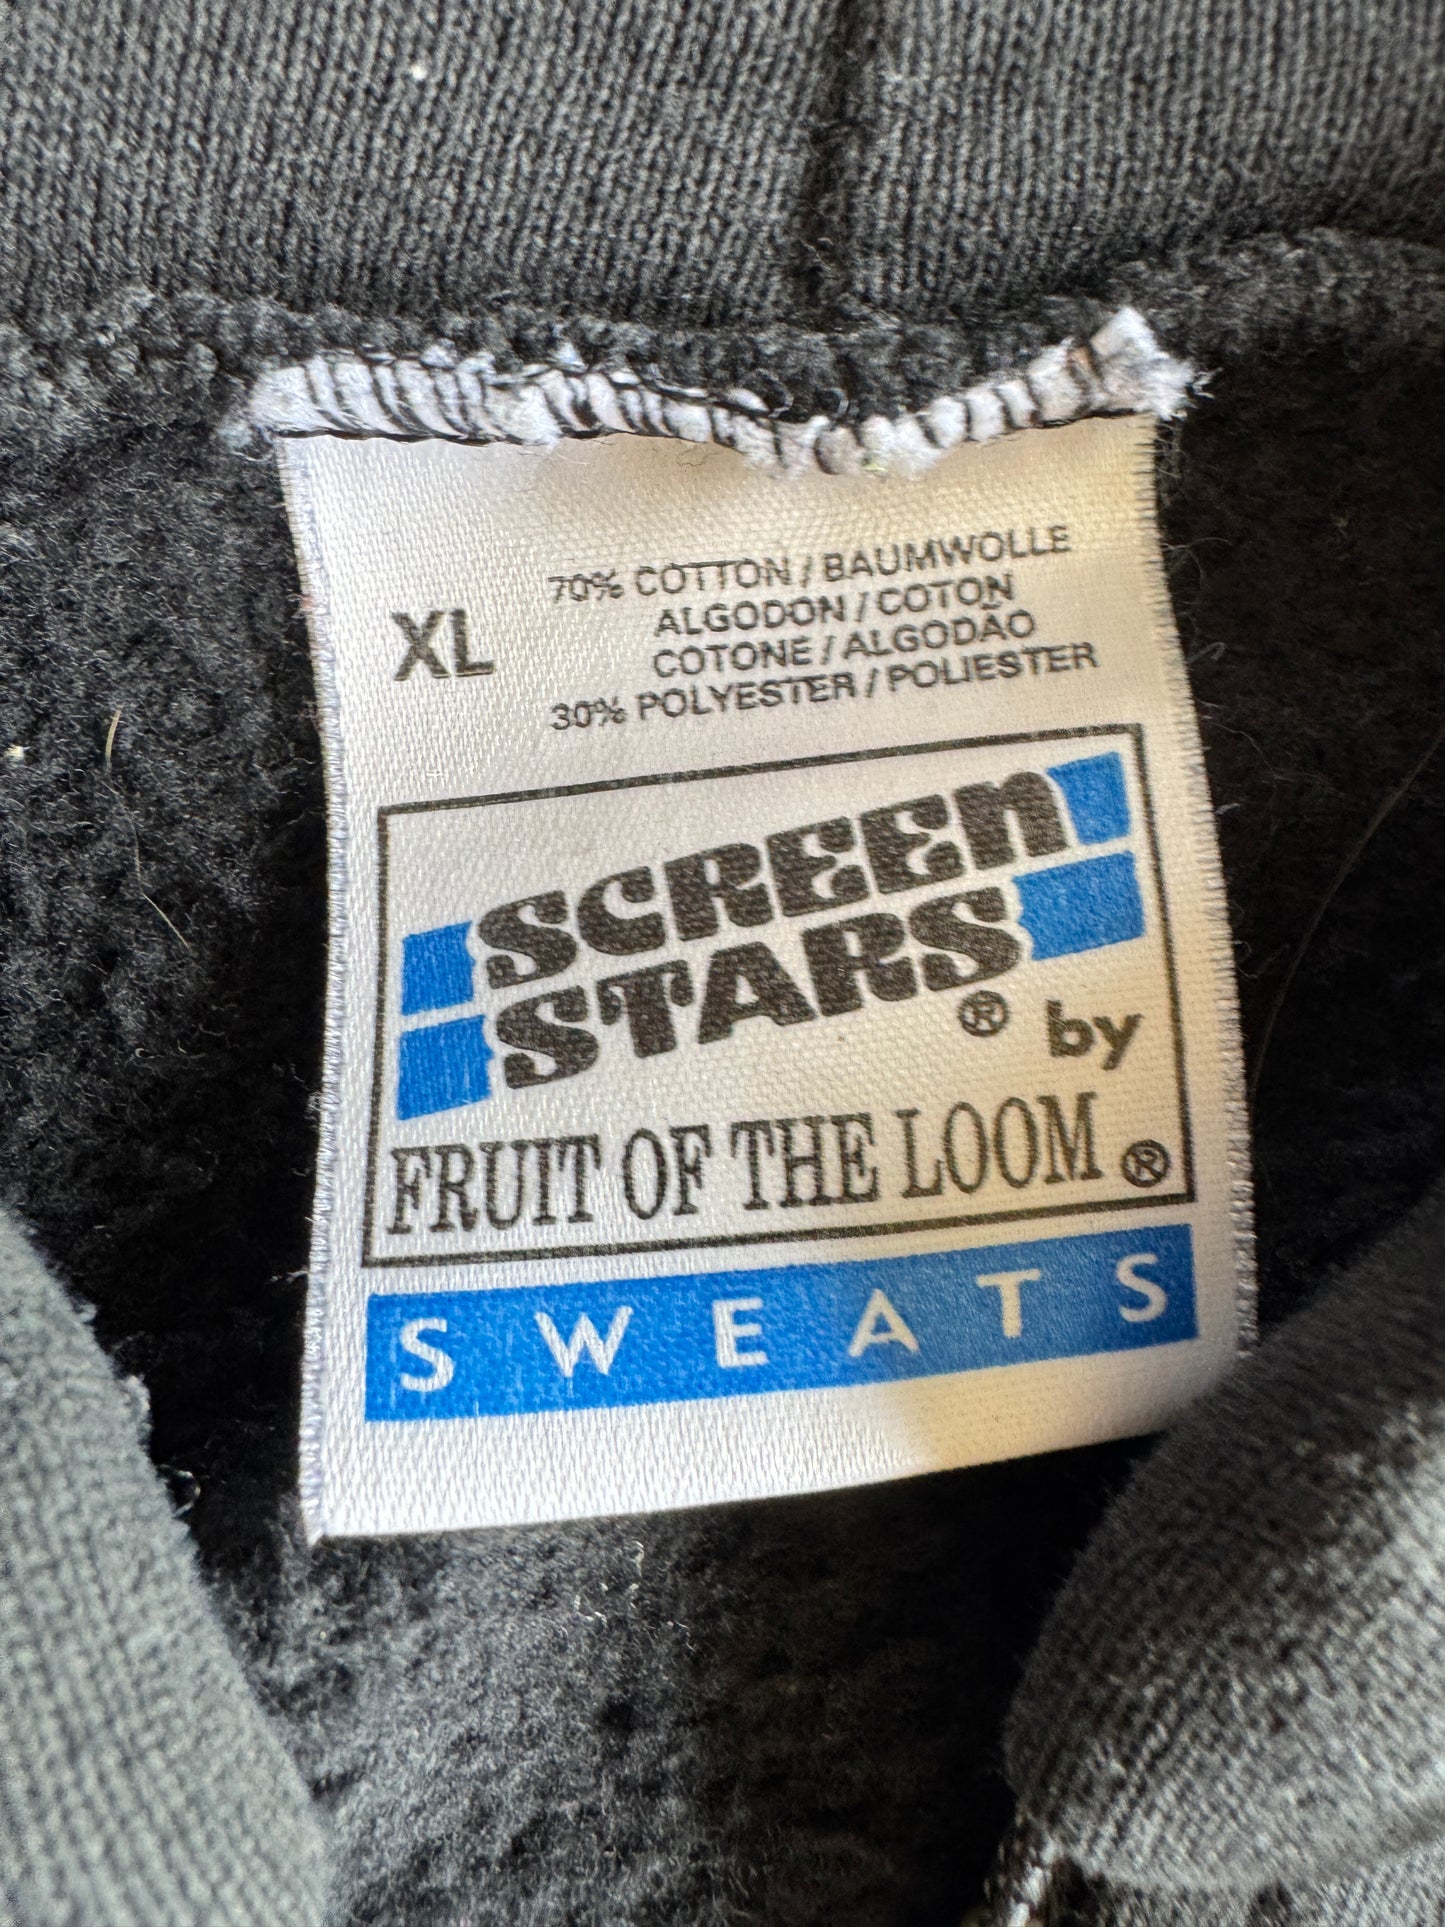 XL
70% COTTON / BAUMWOLLE
ALGODON / COTON
COTONE / ALGODÃO
30% POLYESTER / POLIESTER
SCREEN
STARS® by
FRUIT OF THE LOOM®
SWEATS